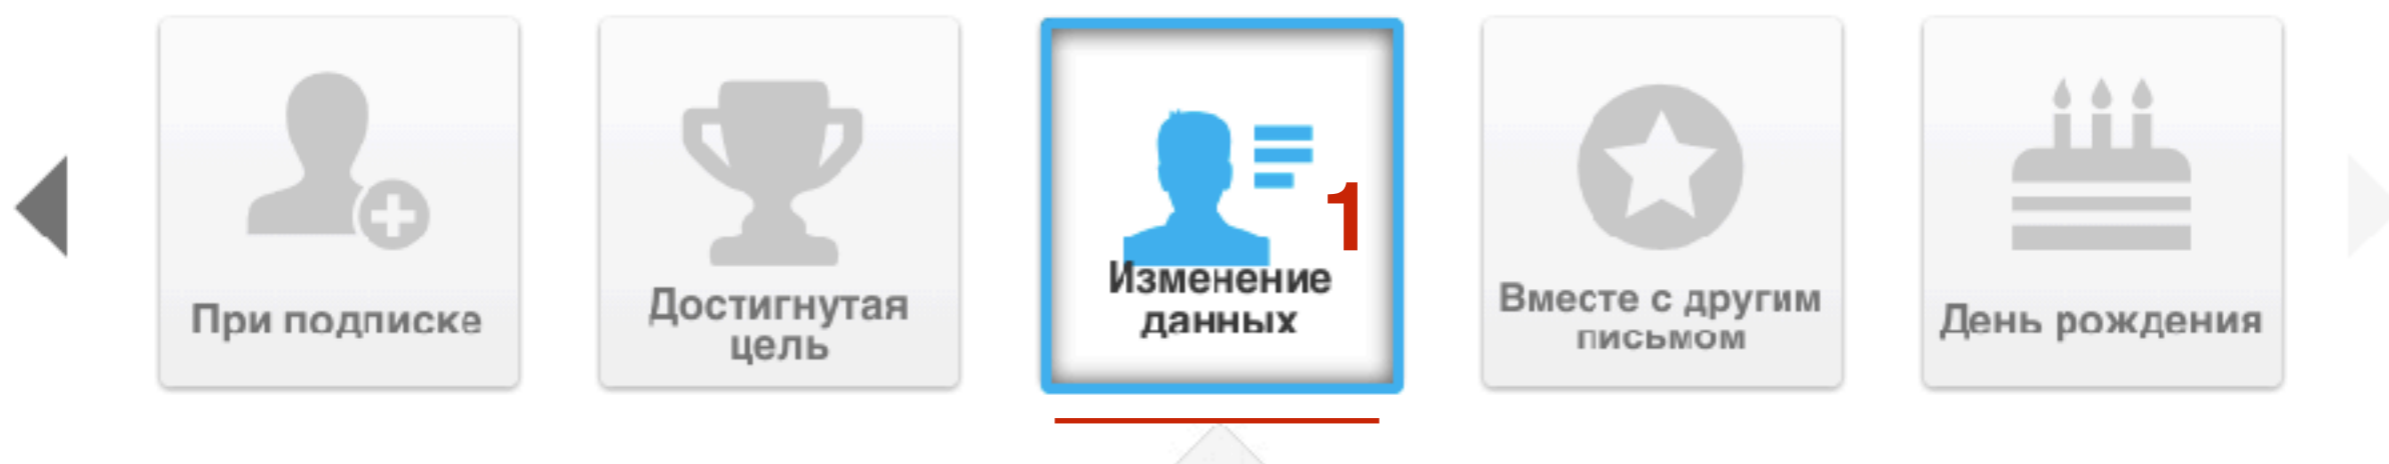 При подписке
Достигнутая
цель
1
Изменение
данных
Вместе с другим
письмом
День рождения